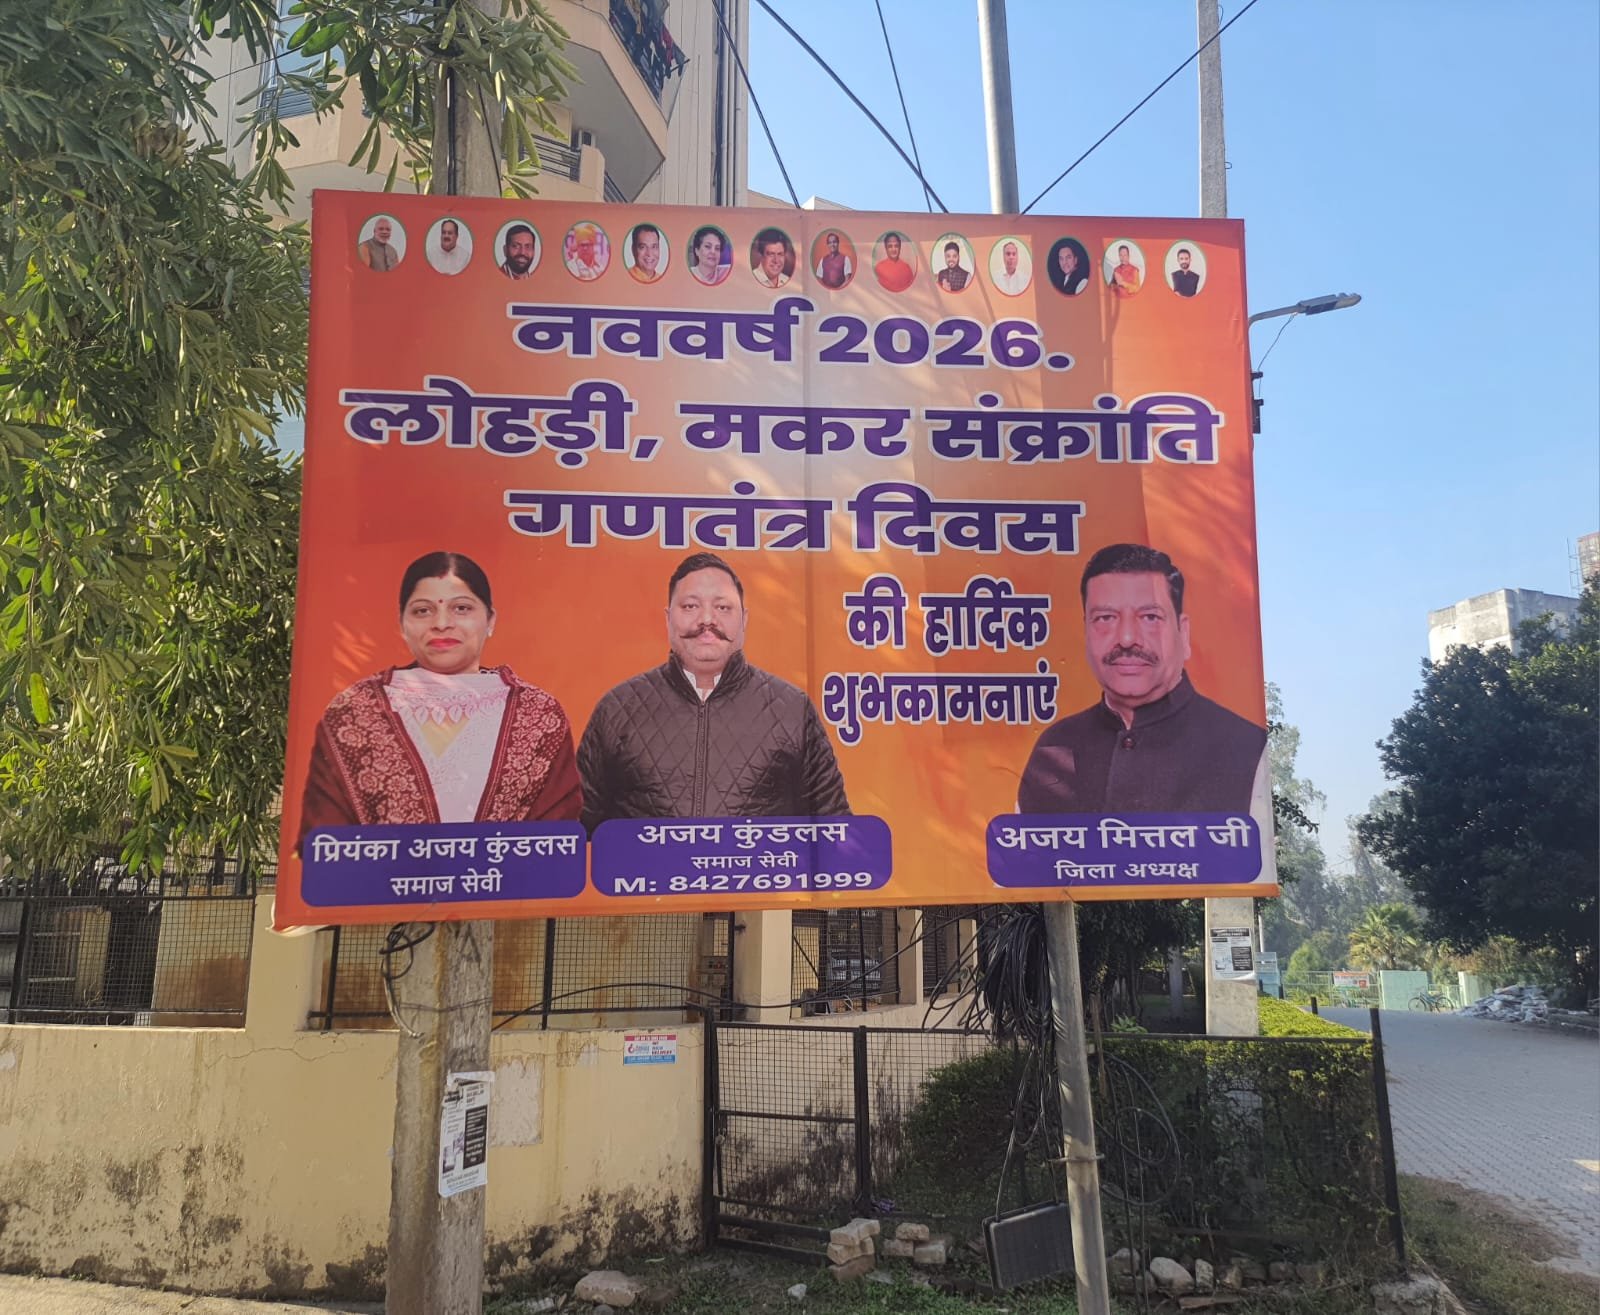 नववर्ष 2026.
लोहड़ी, मकर संक्रांति
गणतंत्र दिवस
की हार्दिक
शुभकामनाएं
प्रियंका अजय कुंडलस
समाज सेवी
अजय कुंडलस
समाज सेवी
M: 8427691999
अजय मित्तल जी
जिला अध्यक्ष